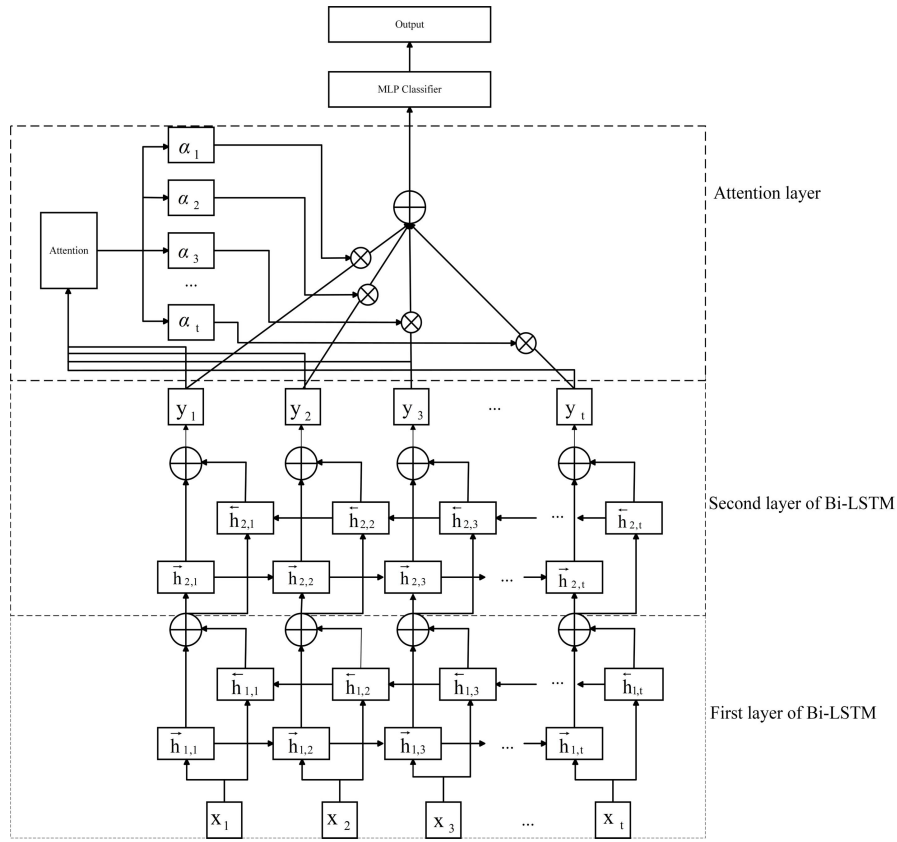 Output
MLP Classifier
α 1
α 2
Attention layer
Attention
α 3
...
α t
y 1 y 2 y 3 ... y t
h⃖2,1 h⃖2,2 h⃖2,3 ... h⃖2,t
Second layer of Bi-LSTM
h⃗2,1 h⃗2,2 h⃗2,3 ... h⃗2,t
h⃖1,1 h⃖1,2 h⃖1,3 ... h⃖1,t
First layer of Bi-LSTM
h⃗1,1 h⃗1,2 h⃗1,3 ... h⃗1,t
x 1 x 2 x 3 ... x t